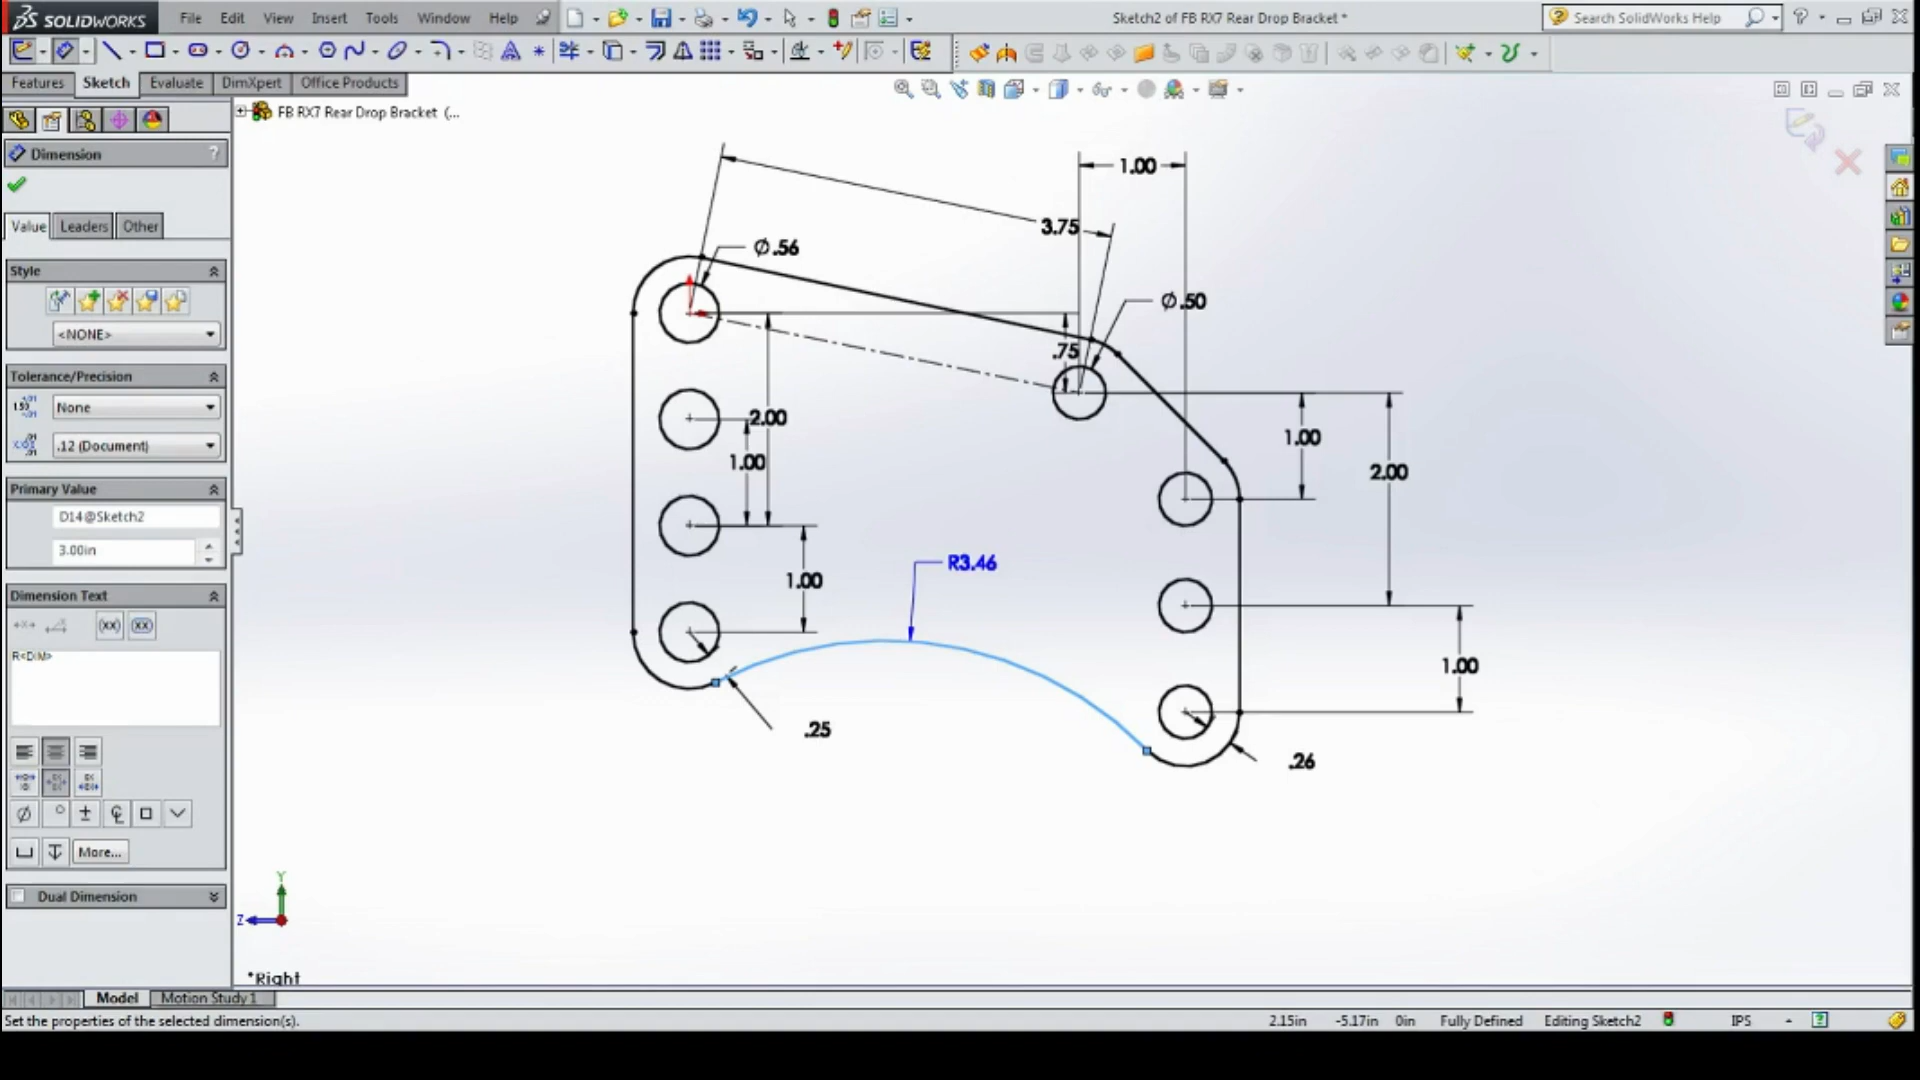 SOLIDWORKS File Edit View Insert Tools Window Help Sketch2 of FB RX7 Rear Drop Bracket * Search SolidWorks Help
Features Sketch Evaluate DimXpert Office Products
FB RX7 Rear Drop Bracket (...
Dimension ?
Value Leaders Other
Style
<NONE>
Tolerance/Precision
None
.12 (Document)
Primary Value
D14@Sketch2
3.00in
Dimension Text
(xx) (xx)
R<DIM>
More...
Dual Dimension
1.00
3.75
Ø.56
Ø.50
.75
2.00
1.00
1.00
2.00
1.00
R3.46
1.00
.25
.26
Y
Z
*Right
Model Motion Study 1
Set the properties of the selected dimension(s). 2.15in -5.17in 0in Fully Defined Editing Sketch2 IPS